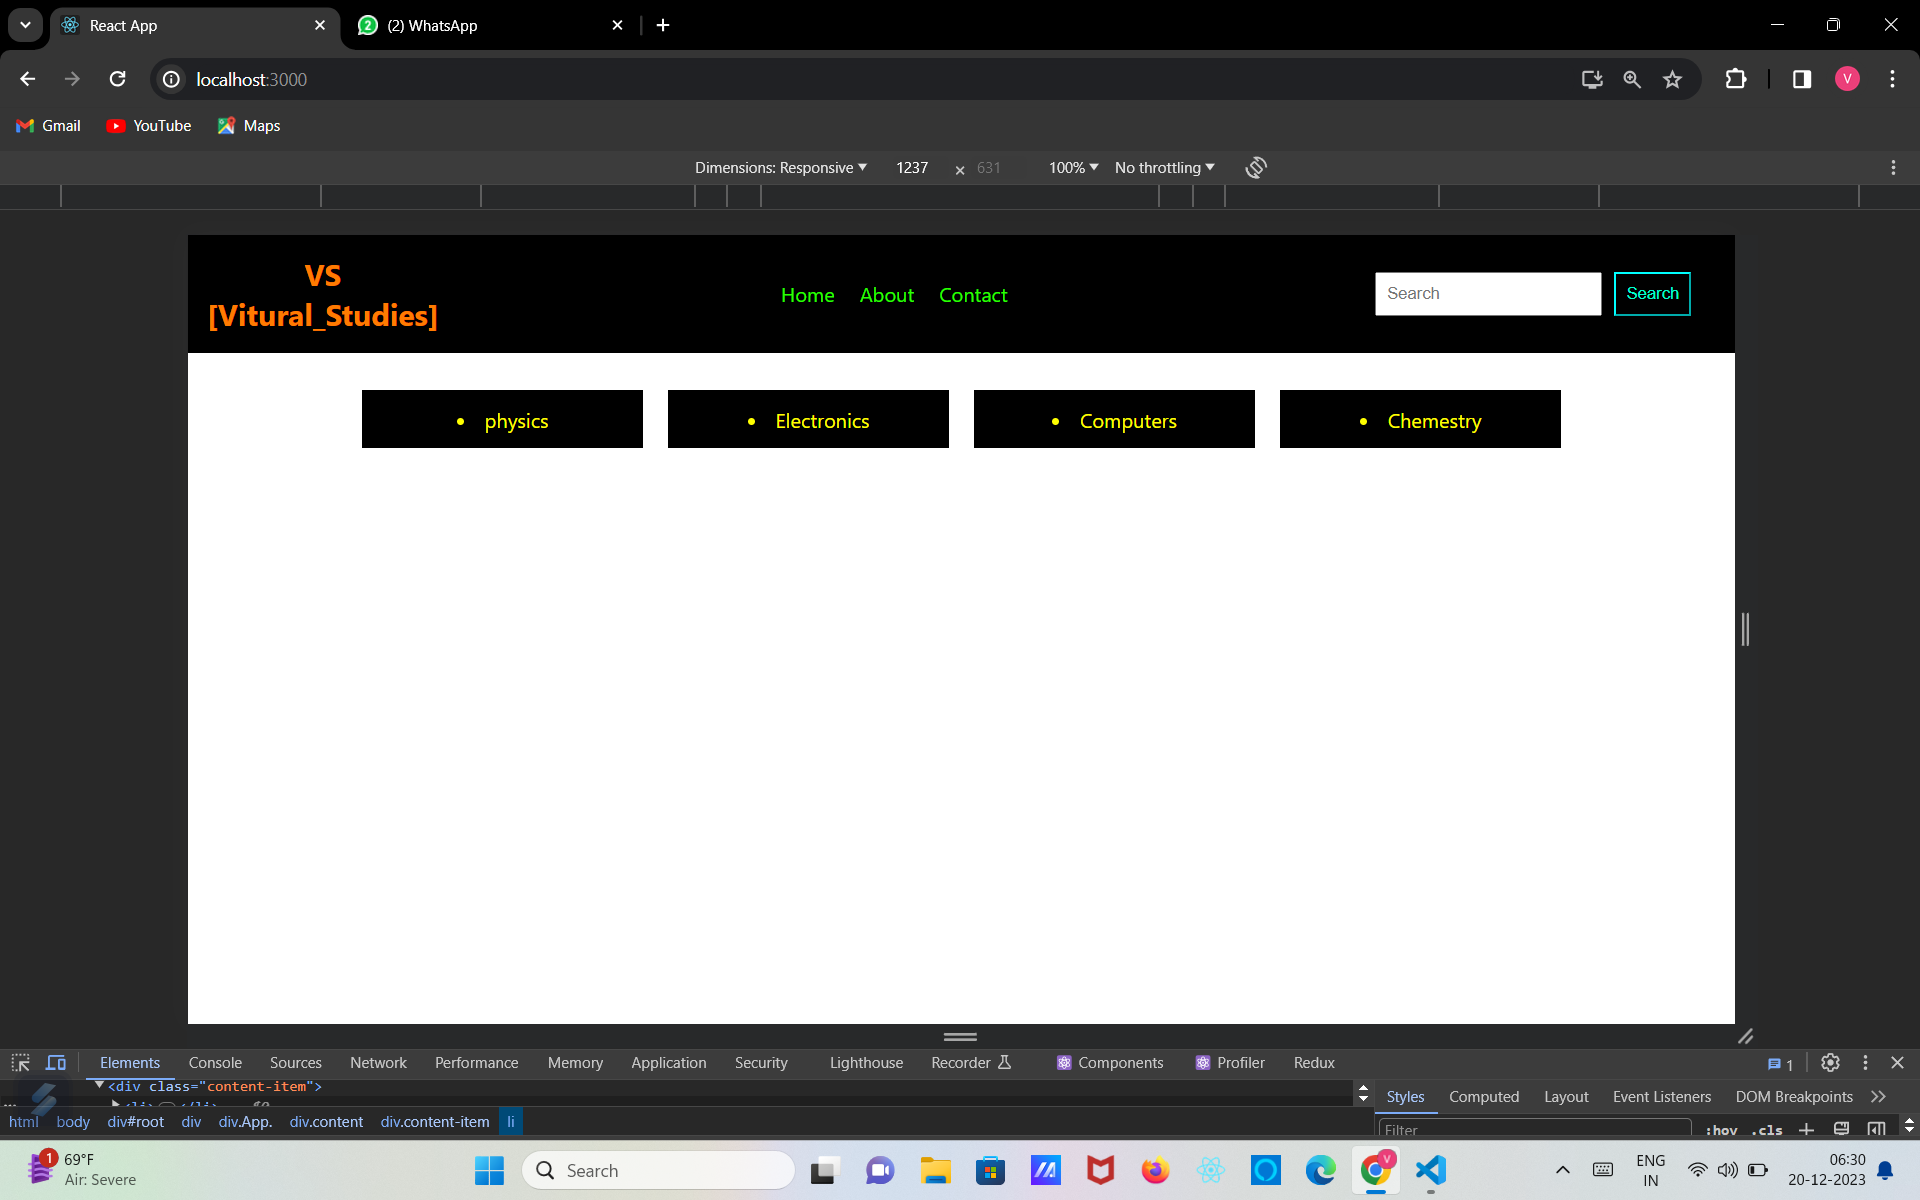 React App
2
(2) WhatsApp
localhost:3000
V
Gmail
YouTube
Maps
Dimensions: Responsive
1237
×
631
100%
No throttling
VS
[Vitural_Studies]
Home
About
Contact
Search
Search
• physics
• Electronics
• Computers
• Chemestry
Elements
Console
Sources
Network
Performance
Memory
Application
Security
Lighthouse
Recorder
Components
Profiler
Redux
1
<div class="content-item">
Styles
Computed
Layout
Event Listeners
DOM Breakpoints
html
body
div#root
div
div.App.
div.content
div.content-item
li
Filter
:hov
.cls
1
69°F
Air: Severe
Search
V
ENG
IN
06:30
20-12-2023